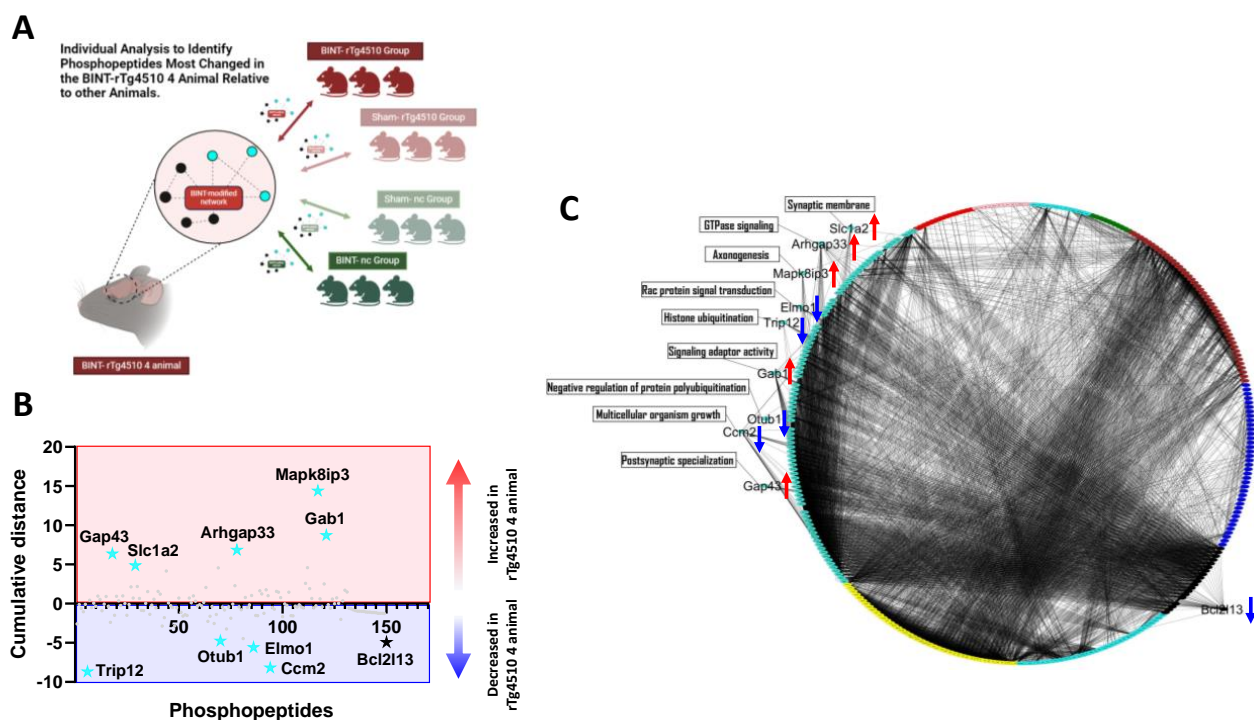 A
Individual Analysis to Identify
Phosphopeptides Most Changed in
the BINT-rTg4510 4 Animal Relative
to other Animals.
BINT- rTg4510 Group
Sham- rTg4510 Group
BINT-modified
network
Sham- nc Group
BINT- nc Group
BINT- rTg4510 4 animal
B
20
15
10
5
0
-5
-10
50
100
150
Cumulative distance
Phosphopeptides
Mapk8ip3
Gap43
Slc1a2
Arhgap33
Gab1
Otub1
Elmo1
Trip12
Ccm2
Bcl2l13
Increased in
rTg4510 4 animal
Decreased in
rTg4510 4 animal
C
Synaptic membrane
Slc1a2
GTPase signaling
Arhgap33
Axonogenesis
Mapk8ip3
Rac protein signal transduction
Elmo1
Histone ubiquitination
Trip12
Signaling adaptor activity
Gab1
Negative regulation of protein polyubiquitination
Multicellular organism growth
Otub1
Ccm2
Postsynaptic specialization
Gap43
Bcl2l13